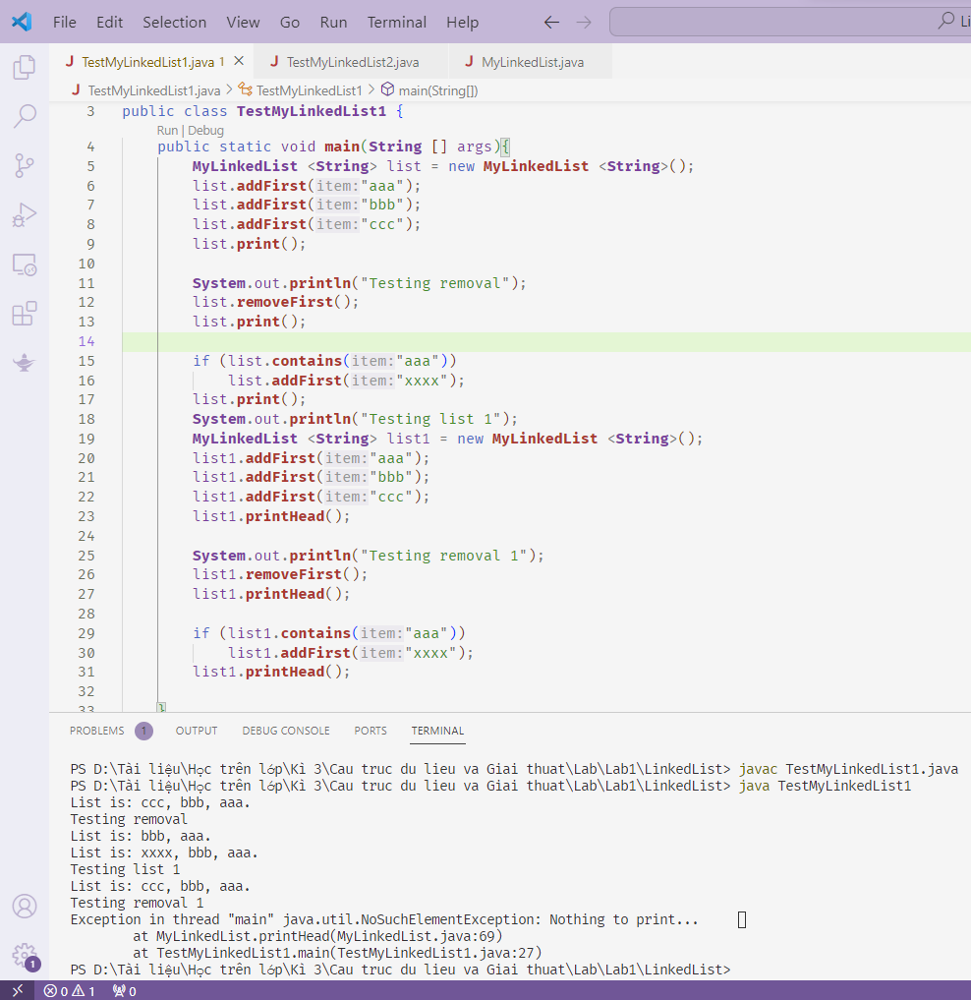 File Edit Selection View Go Run Terminal Help ← → Li
J TestMyLinkedList1.java 1 × J TestMyLinkedList2.java J MyLinkedList.java
J TestMyLinkedList1.java > TestMyLinkedList1 > main(String[])
3 public class TestMyLinkedList1 {
Run | Debug
4 public static void main(String [] args){
5 MyLinkedList <String> list = new MyLinkedList <String>();
6 list.addFirst(item:"aaa");
7 list.addFirst(item:"bbb");
8 list.addFirst(item:"ccc");
9 list.print();
10
11 System.out.println("Testing removal");
12 list.removeFirst();
13 list.print();
14
15 if (list.contains(item:"aaa"))
16 list.addFirst(item:"xxxx");
17 list.print();
18 System.out.println("Testing list 1");
19 MyLinkedList <String> list1 = new MyLinkedList <String>();
20 list1.addFirst(item:"aaa");
21 list1.addFirst(item:"bbb");
22 list1.addFirst(item:"ccc");
23 list1.printHead();
24
25 System.out.println("Testing removal 1");
26 list1.removeFirst();
27 list1.printHead();
28
29 if (list1.contains(item:"aaa"))
30 list1.addFirst(item:"xxxx");
31 list1.printHead();
32
33 }
PROBLEMS 1 OUTPUT DEBUG CONSOLE PORTS TERMINAL
PS D:\Tài liệu\Học trên lớp\Kì 3\Cau truc du lieu va Giai thuat\Lab\Lab1\LinkedList> javac TestMyLinkedList1.java
PS D:\Tài liệu\Học trên lớp\Kì 3\Cau truc du lieu va Giai thuat\Lab\Lab1\LinkedList> java TestMyLinkedList1
List is: ccc, bbb, aaa.
Testing removal
List is: bbb, aaa.
List is: xxxx, bbb, aaa.
Testing list 1
List is: ccc, bbb, aaa.
Testing removal 1
Exception in thread "main" java.util.NoSuchElementException: Nothing to print...
at MyLinkedList.printHead(MyLinkedList.java:69)
at TestMyLinkedList1.main(TestMyLinkedList1.java:27)
PS D:\Tài liệu\Học trên lớp\Kì 3\Cau truc du lieu va Giai thuat\Lab\Lab1\LinkedList>
1
0 1 0